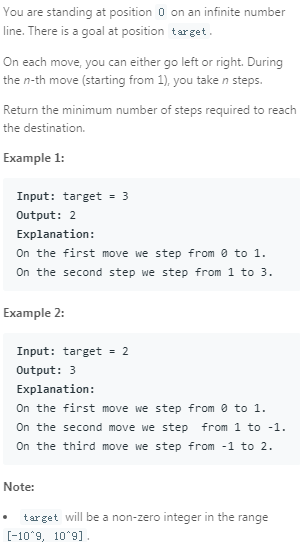 You are standing at position 0 on an infinite number
line. There is a goal at position target.
On each move, you can either go left or right. During
the n-th move (starting from 1), you take n steps.
Return the minimum number of steps required to reach
the destination.
Example 1:
Input: target = 3
Output: 2
Explanation:
On the first move we step from 0 to 1.
On the second step we step from 1 to 3.
Example 2:
Input: target = 2
Output: 3
Explanation:
On the first move we step from 0 to 1.
On the second move we step  from 1 to -1.
On the third move we step from -1 to 2.
Note:
• target will be a non-zero integer in the range
[-10^9, 10^9].